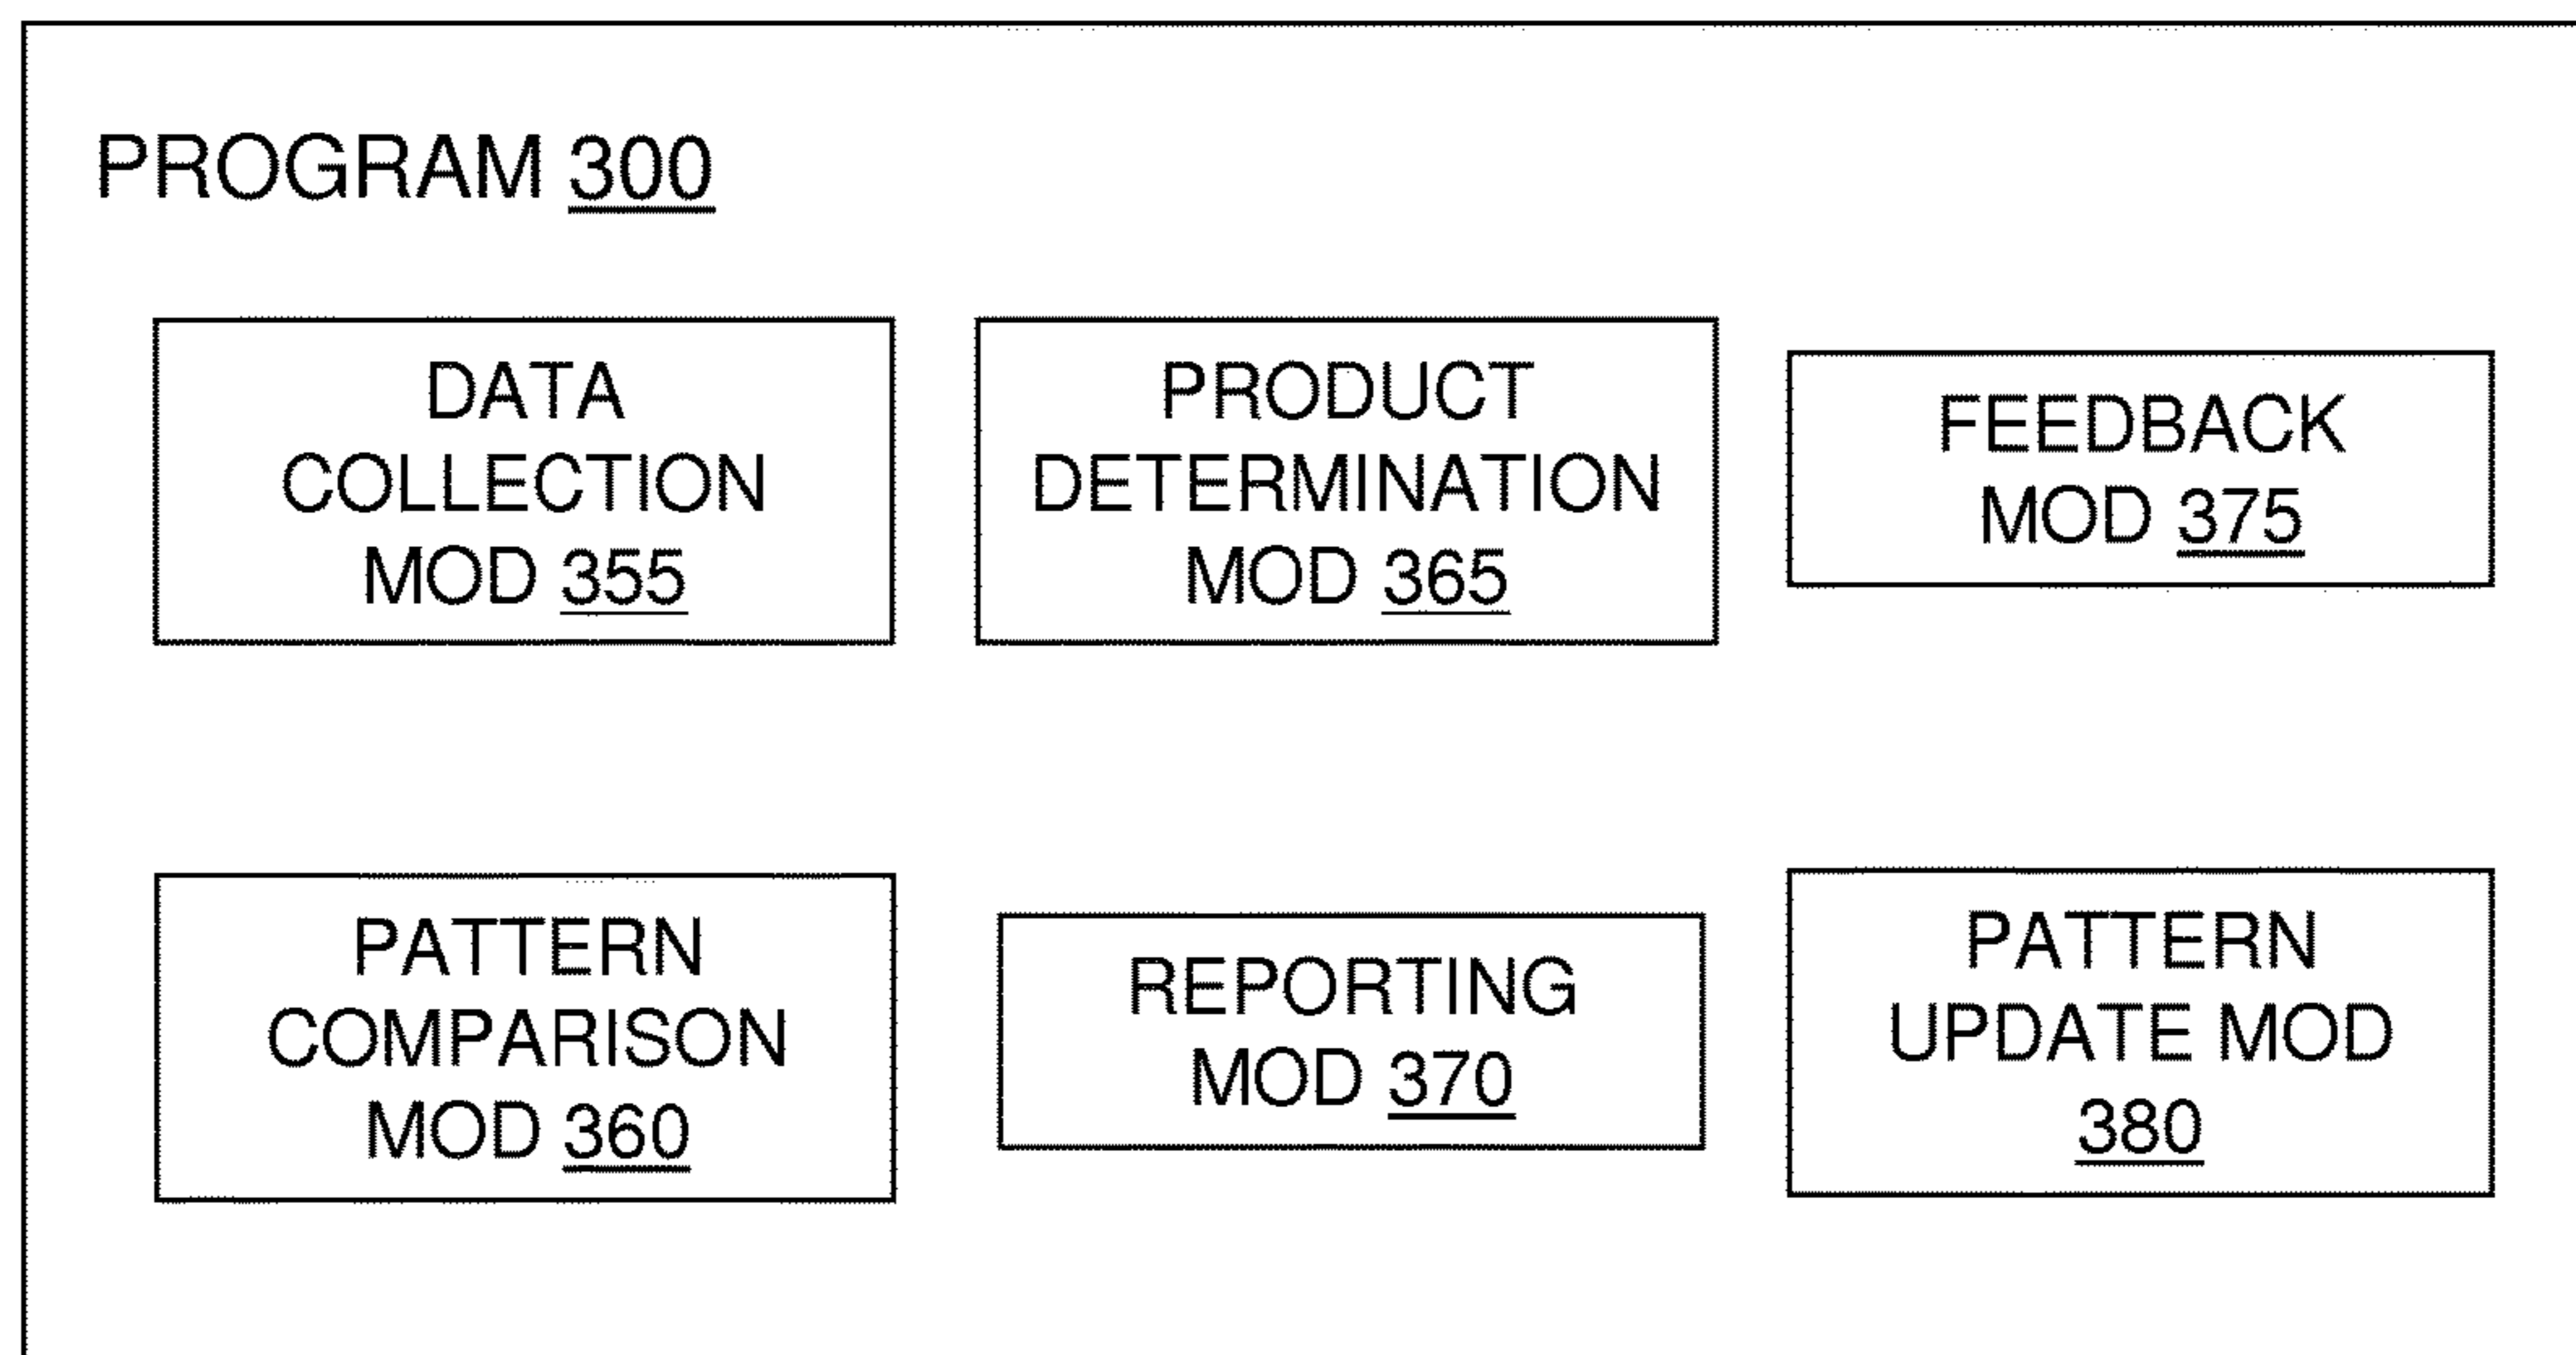 PROGRAM 300
DATA
COLLECTION
MOD 355
PRODUCT
DETERMINATION
MOD 365
FEEDBACK
MOD 375
PATTERN
COMPARISON
MOD 360
REPORTING
MOD 370
PATTERN
UPDATE MOD
380